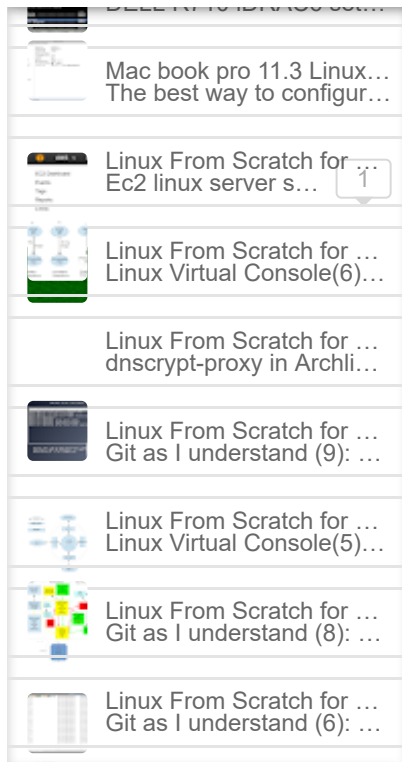 Mac book pro 11.3 Linux…
The best way to configur…
Linux From Scratch for …
Ec2 linux server s…
1
Linux From Scratch for …
Linux Virtual Console(6)…
Linux From Scratch for …
dnscrypt-proxy in Archli…
Linux From Scratch for …
Git as I understand (9): …
Linux From Scratch for …
Linux Virtual Console(5)…
Linux From Scratch for …
Git as I understand (8): …
Linux From Scratch for …
Git as I understand (6): …